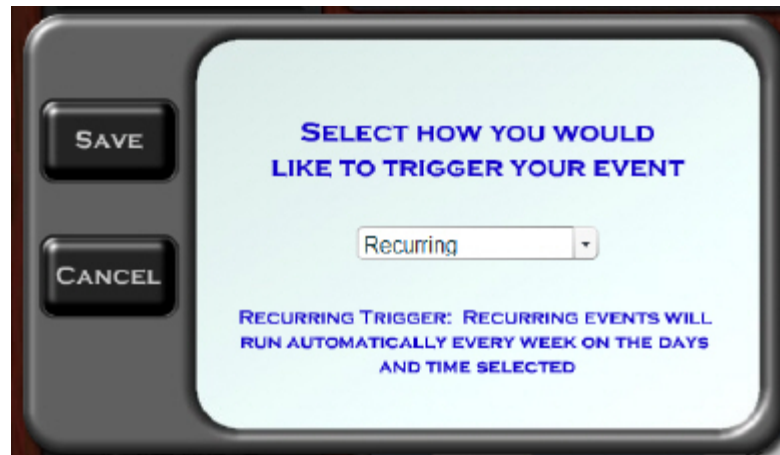 SAVE
SELECT HOW YOU WOULD
LIKE TO TRIGGER YOUR EVENT
Recurring
CANCEL
RECURRING TRIGGER: RECURRING EVENTS WILL
RUN AUTOMATICALLY EVERY WEEK ON THE DAYS
AND TIME SELECTED